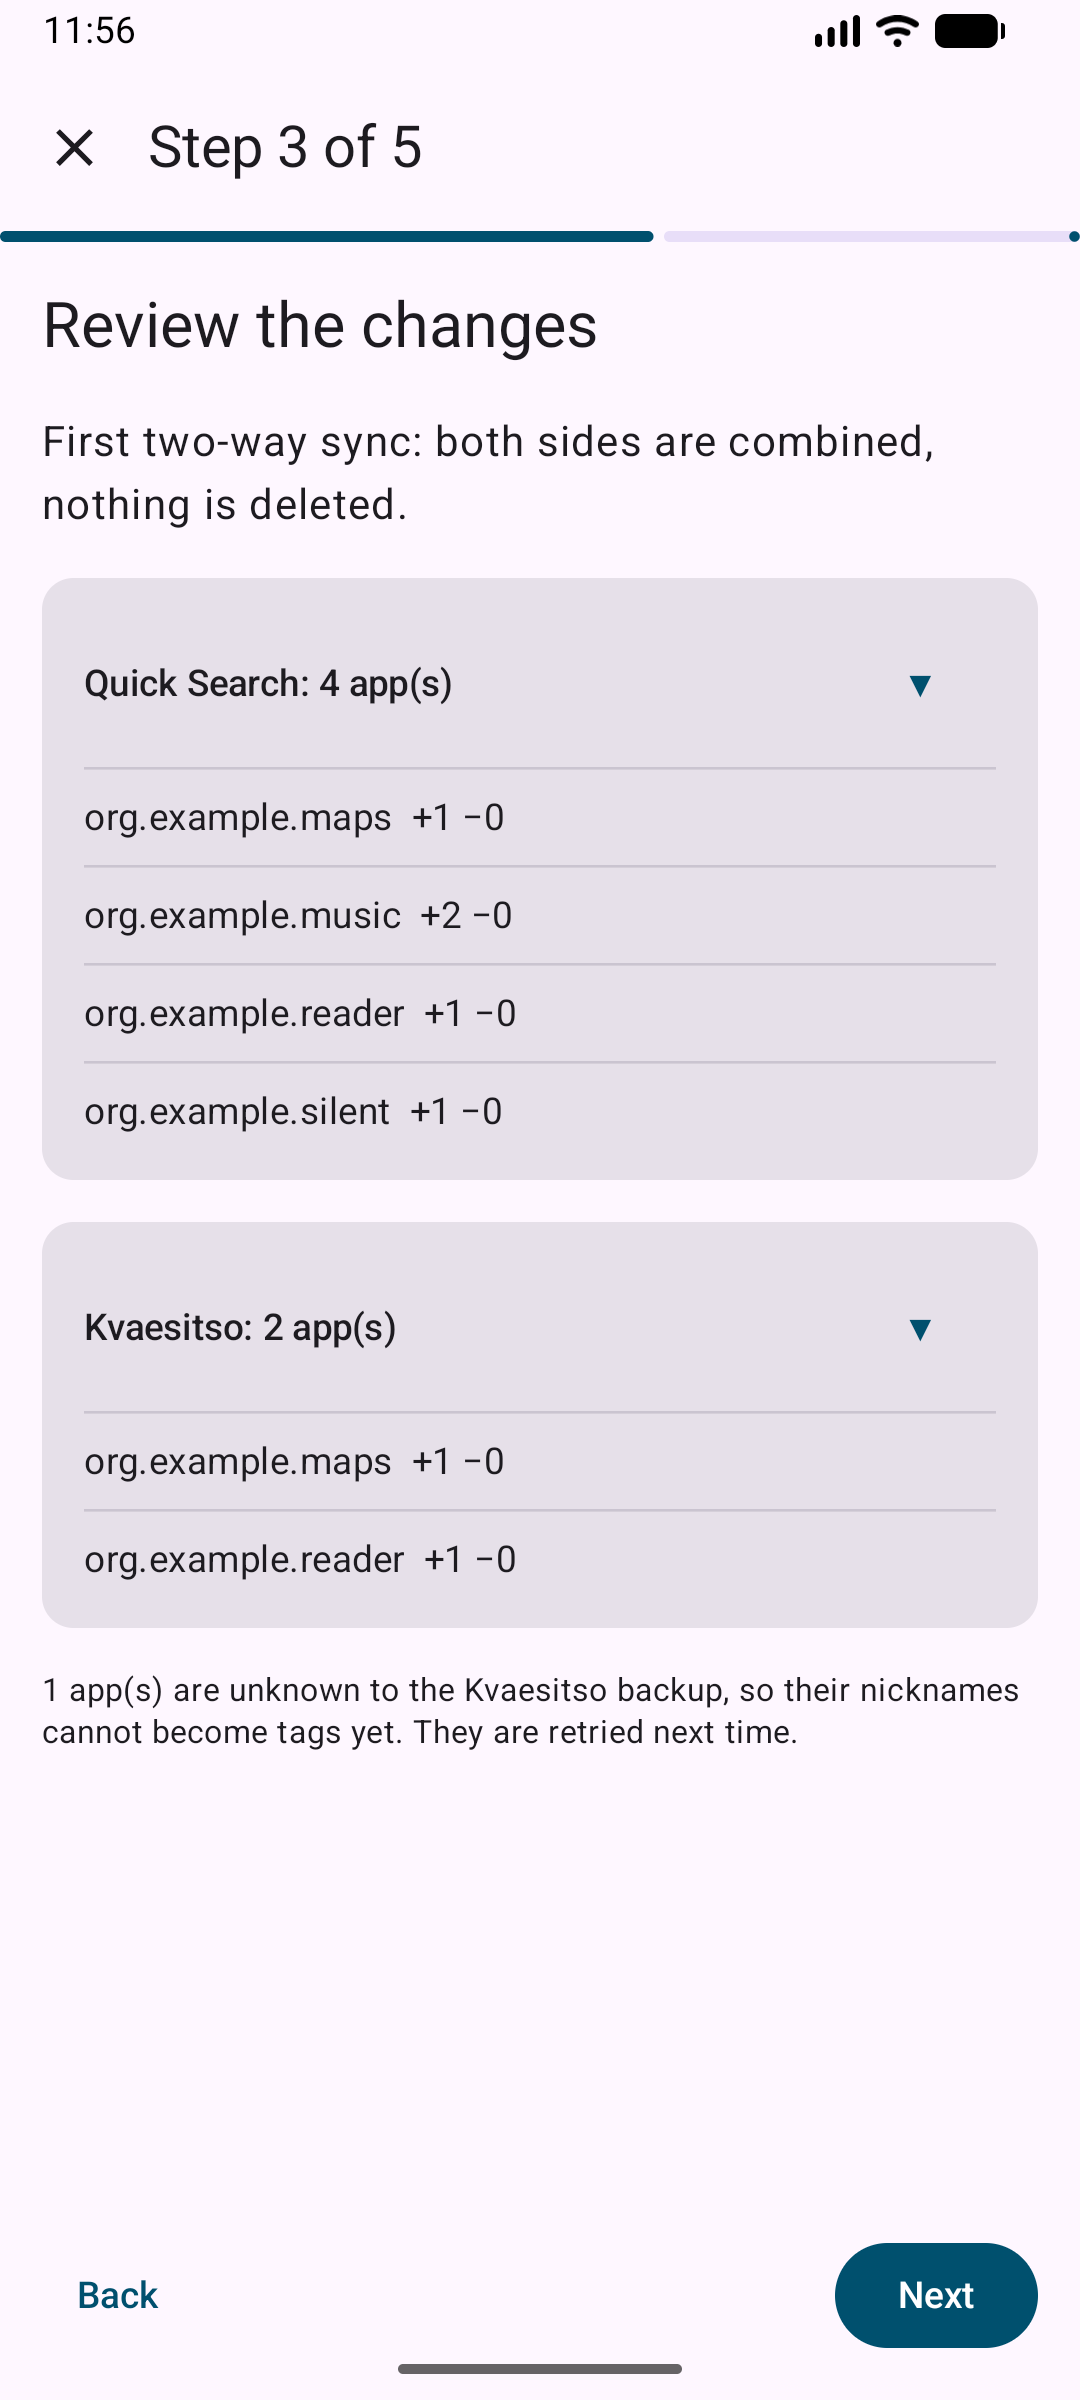 11:56
Step 3 of 5
Review the changes
First two-way sync: both sides are combined,
nothing is deleted.
Quick Search: 4 app(s) ▼
org.example.maps +1 −0
org.example.music +2 −0
org.example.reader +1 −0
org.example.silent +1 −0
Kvaesitso: 2 app(s) ▼
org.example.maps +1 −0
org.example.reader +1 −0
1 app(s) are unknown to the Kvaesitso backup, so their nicknames
cannot become tags yet. They are retried next time.
Back
Next